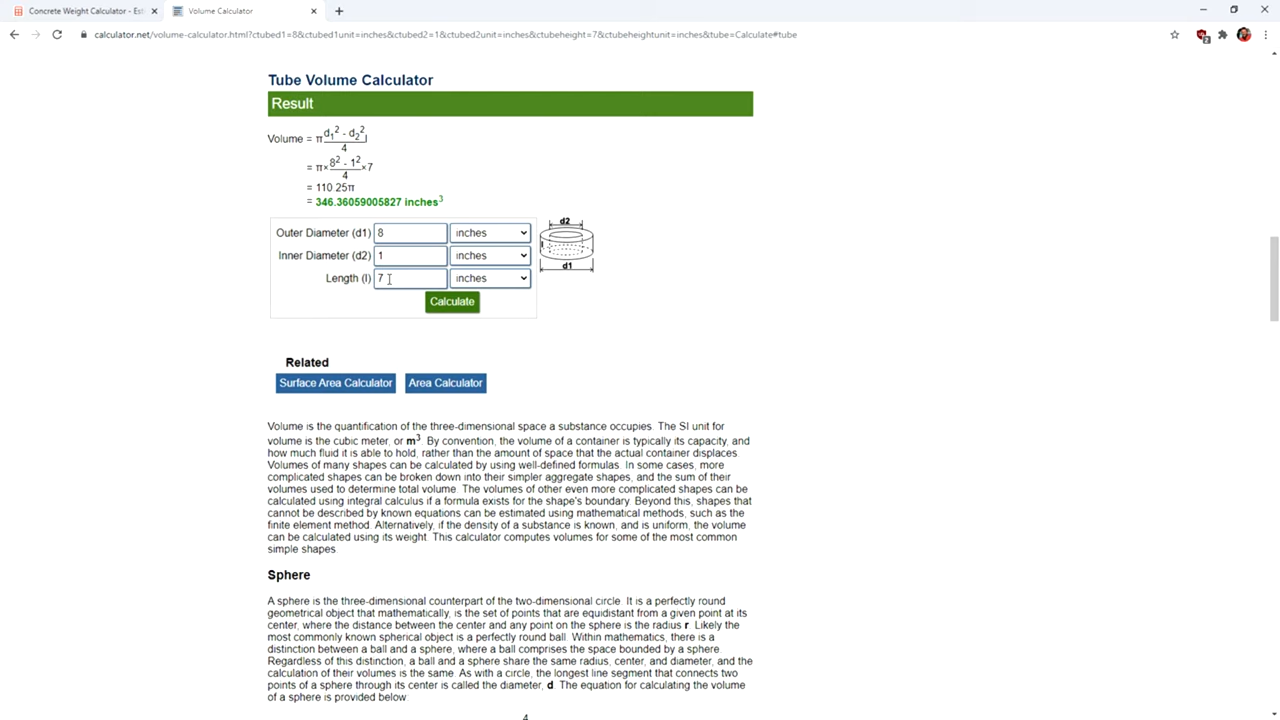 Concrete Weight Calculator - Esti
Volume Calculator
calculator.net/volume-calculator.html?ctubed1=8&ctubed1unit=inches&ctubed2=1&ctubed2unit=inches&ctubeheight=7&ctubeheightunit=inches&tube=Calculate#tube
2
Tube Volume Calculator
Result
Volume = π (d₁² - d₂²)/4 l
= π× (8² - 1²)/4 ×7
= 110.25π
= 346.36059005827 inches³
Outer Diameter (d1) 8 inches
Inner Diameter (d2) 1 inches
Length (l) 7 inches
Calculate
d2
l
d1
Related
Surface Area Calculator Area Calculator
Volume is the quantification of the three-dimensional space a substance occupies. The SI unit for
volume is the cubic meter, or m³. By convention, the volume of a container is typically its capacity, and
how much fluid it is able to hold, rather than the amount of space that the actual container displaces.
Volumes of many shapes can be calculated by using well-defined formulas. In some cases, more
complicated shapes can be broken down into their simpler aggregate shapes, and the sum of their
volumes used to determine total volume. The volumes of other even more complicated shapes can be
calculated using integral calculus if a formula exists for the shape's boundary. Beyond this, shapes that
cannot be described by known equations can be estimated using mathematical methods, such as the
finite element method. Alternatively, if the density of a substance is known, and is uniform, the volume
can be calculated using its weight. This calculator computes volumes for some of the most common
simple shapes.
Sphere
A sphere is the three-dimensional counterpart of the two-dimensional circle. It is a perfectly round
geometrical object that mathematically, is the set of points that are equidistant from a given point at its
center, where the distance between the center and any point on the sphere is the radius r. Likely the
most commonly known spherical object is a perfectly round ball. Within mathematics, there is a
distinction between a ball and a sphere, where a ball comprises the space bounded by a sphere.
Regardless of this distinction, a ball and a sphere share the same radius, center, and diameter, and the
calculation of their volumes is the same. As with a circle, the longest line segment that connects two
points of a sphere through its center is called the diameter, d. The equation for calculating the volume
of a sphere is provided below:
4